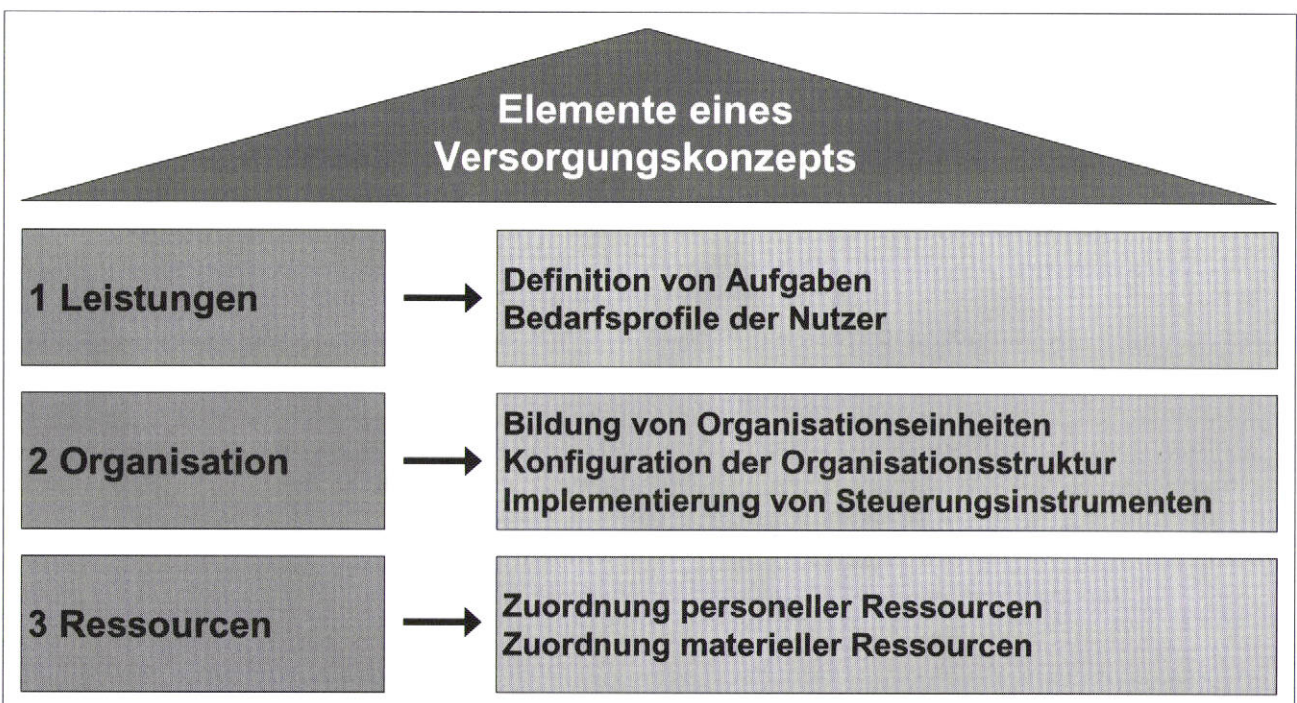 Elemente eines
Versorgungskonzepts
1 Leistungen
Definition von Aufgaben
Bedarfsprofile der Nutzer
2 Organisation
Bildung von Organisationseinheiten
Konfiguration der Organisationsstruktur
Implementierung von Steuerungsinstrumenten
3 Ressourcen
Zuordnung personeller Ressourcen
Zuordnung materieller Ressourcen